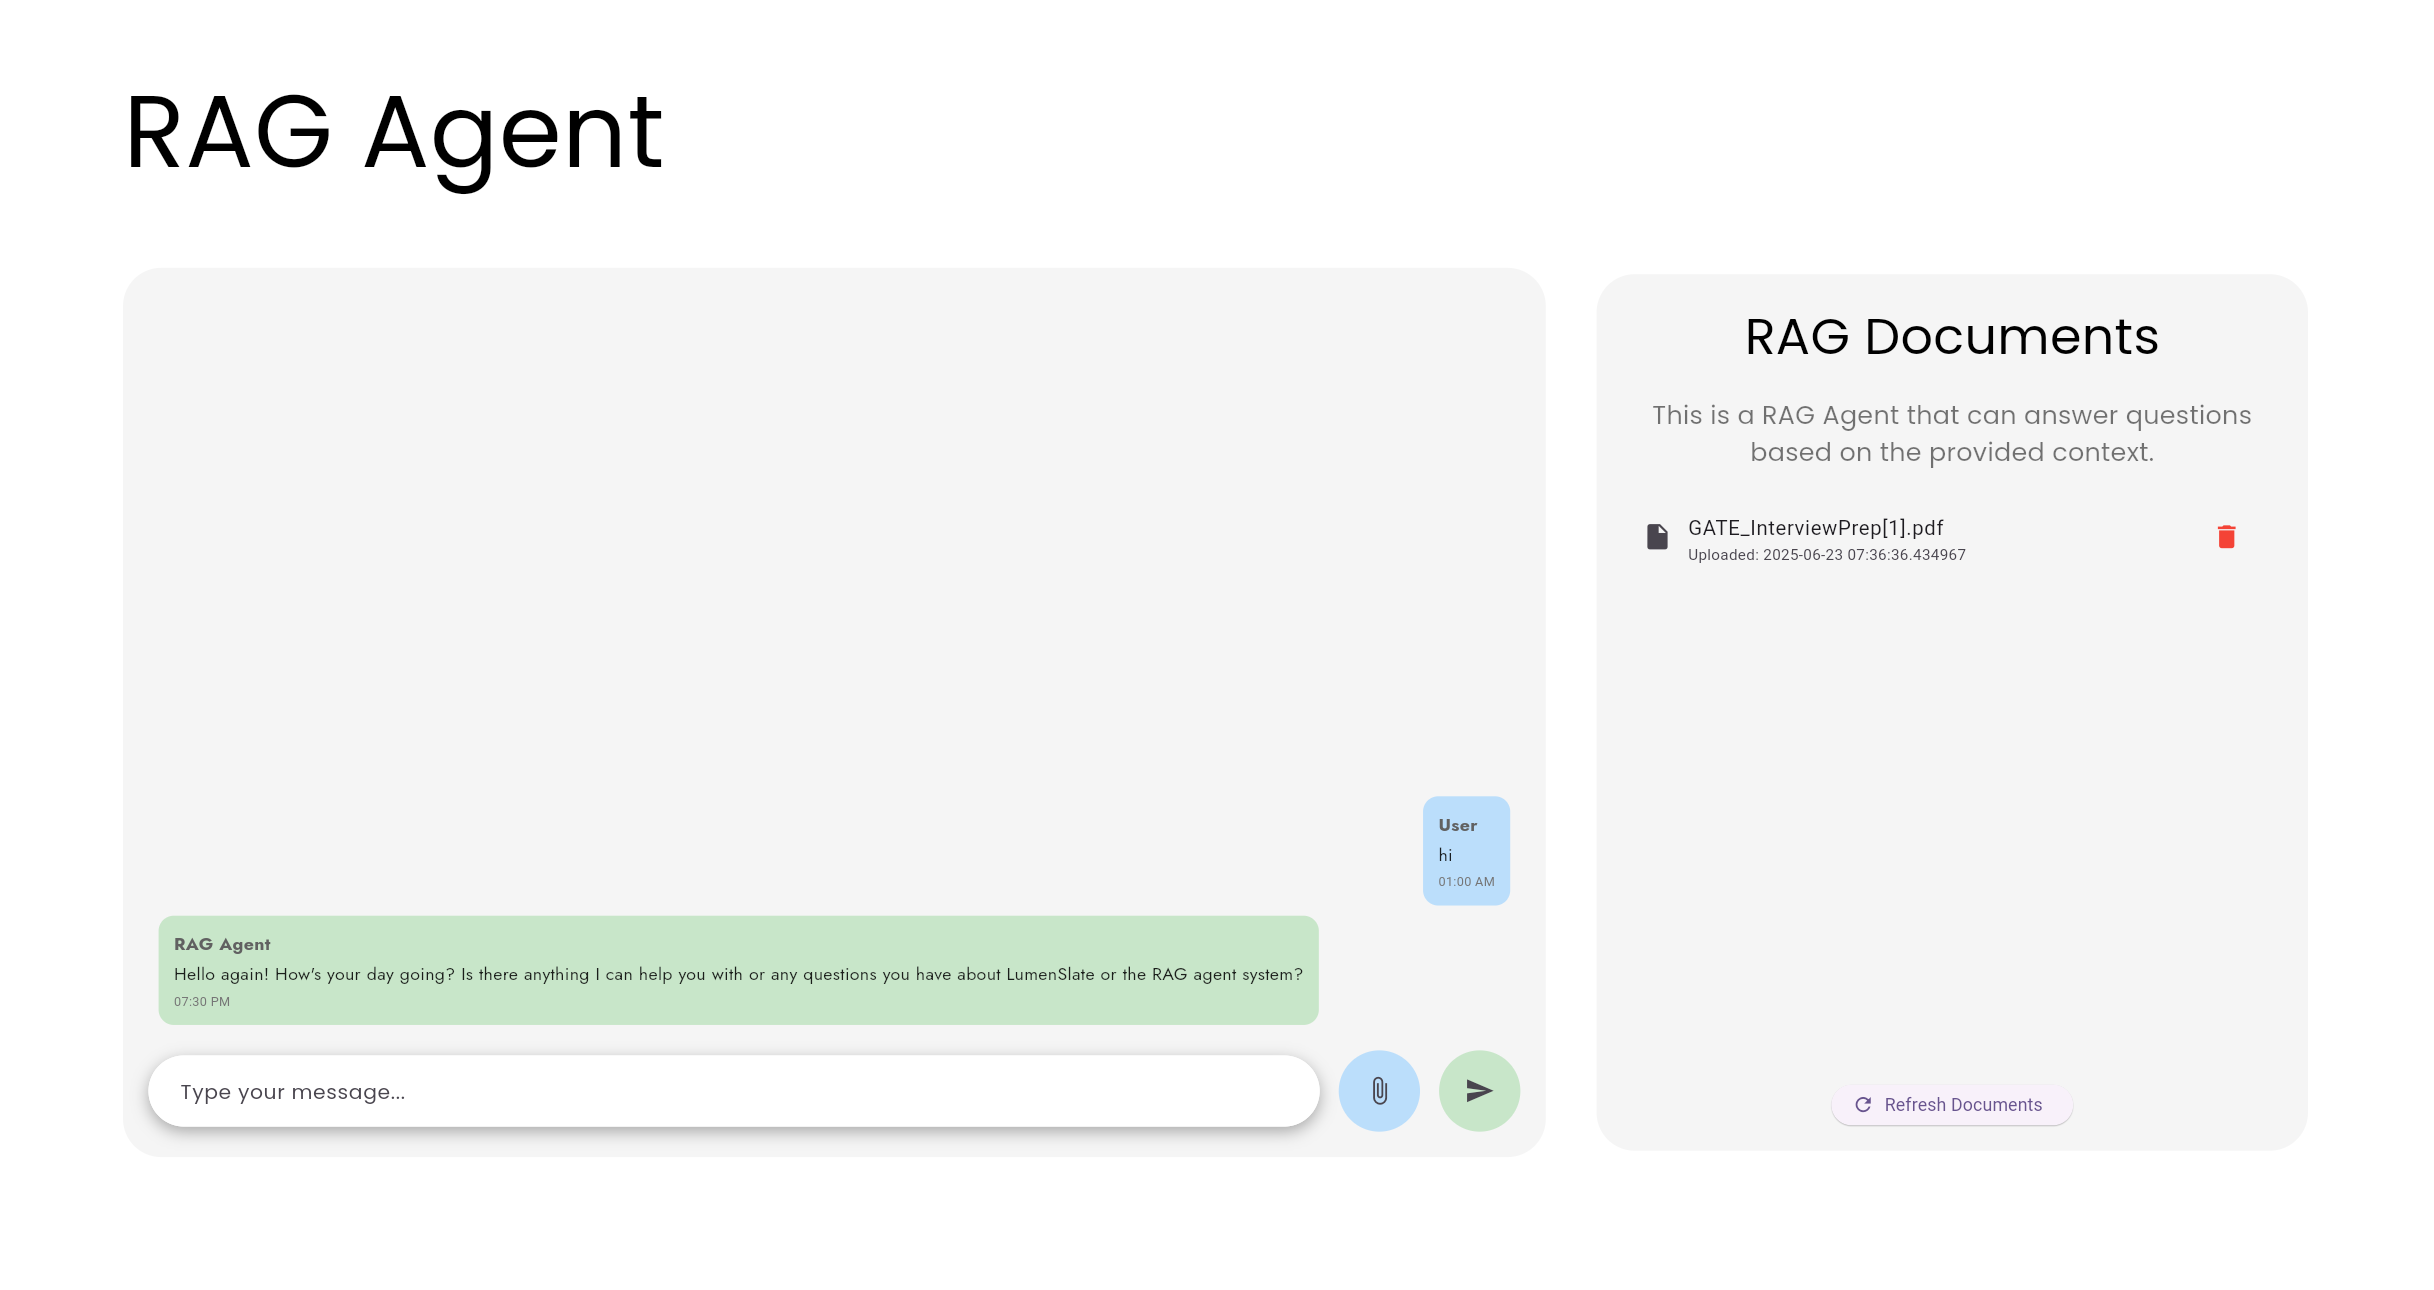 RAG Agent
User
hi
01:00 AM
RAG Agent
Hello again! How's your day going? Is there anything I can help you with or any questions you have about LumenSlate or the RAG agent system?
07:30 PM
Type your message...
RAG Documents
This is a RAG Agent that can answer questions
based on the provided context.
GATE_InterviewPrep[1].pdf
Uploaded: 2025-06-23 07:36:36.434967
Refresh Documents